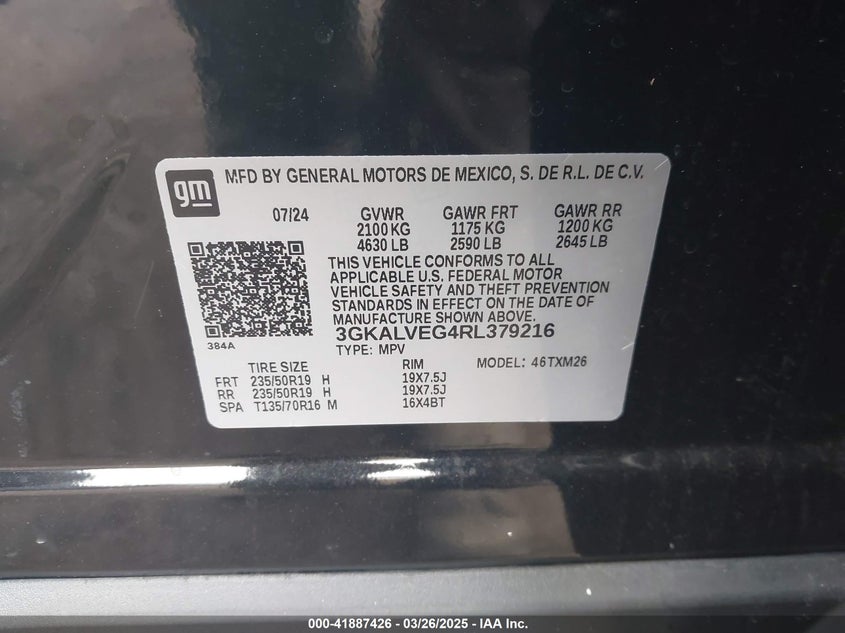 gm
MFD BY GENERAL MOTORS DE MEXICO, S. DE R.L. DE C.V.
07/24 GVWR GAWR FRT GAWR RR
2100 KG 1175 KG 1200 KG
4630 LB 2590 LB 2645 LB
THIS VEHICLE CONFORMS TO ALL
APPLICABLE U.S. FEDERAL MOTOR
VEHICLE SAFETY AND THEFT PREVENTION
STANDARDS IN EFFECT ON THE DATE OF
MANUFACTURE SHOWN ABOVE.
3GKALVEG4RL379216
384A
TYPE: MPV
TIRE SIZE RIM MODEL: 46TXM26
FRT 235/50R19 H 19X7.5J
RR 235/50R19 H 19X7.5J
SPA T135/70R16 M 16X4BT
000-41887426 - 03/26/2025 - IAA Inc.